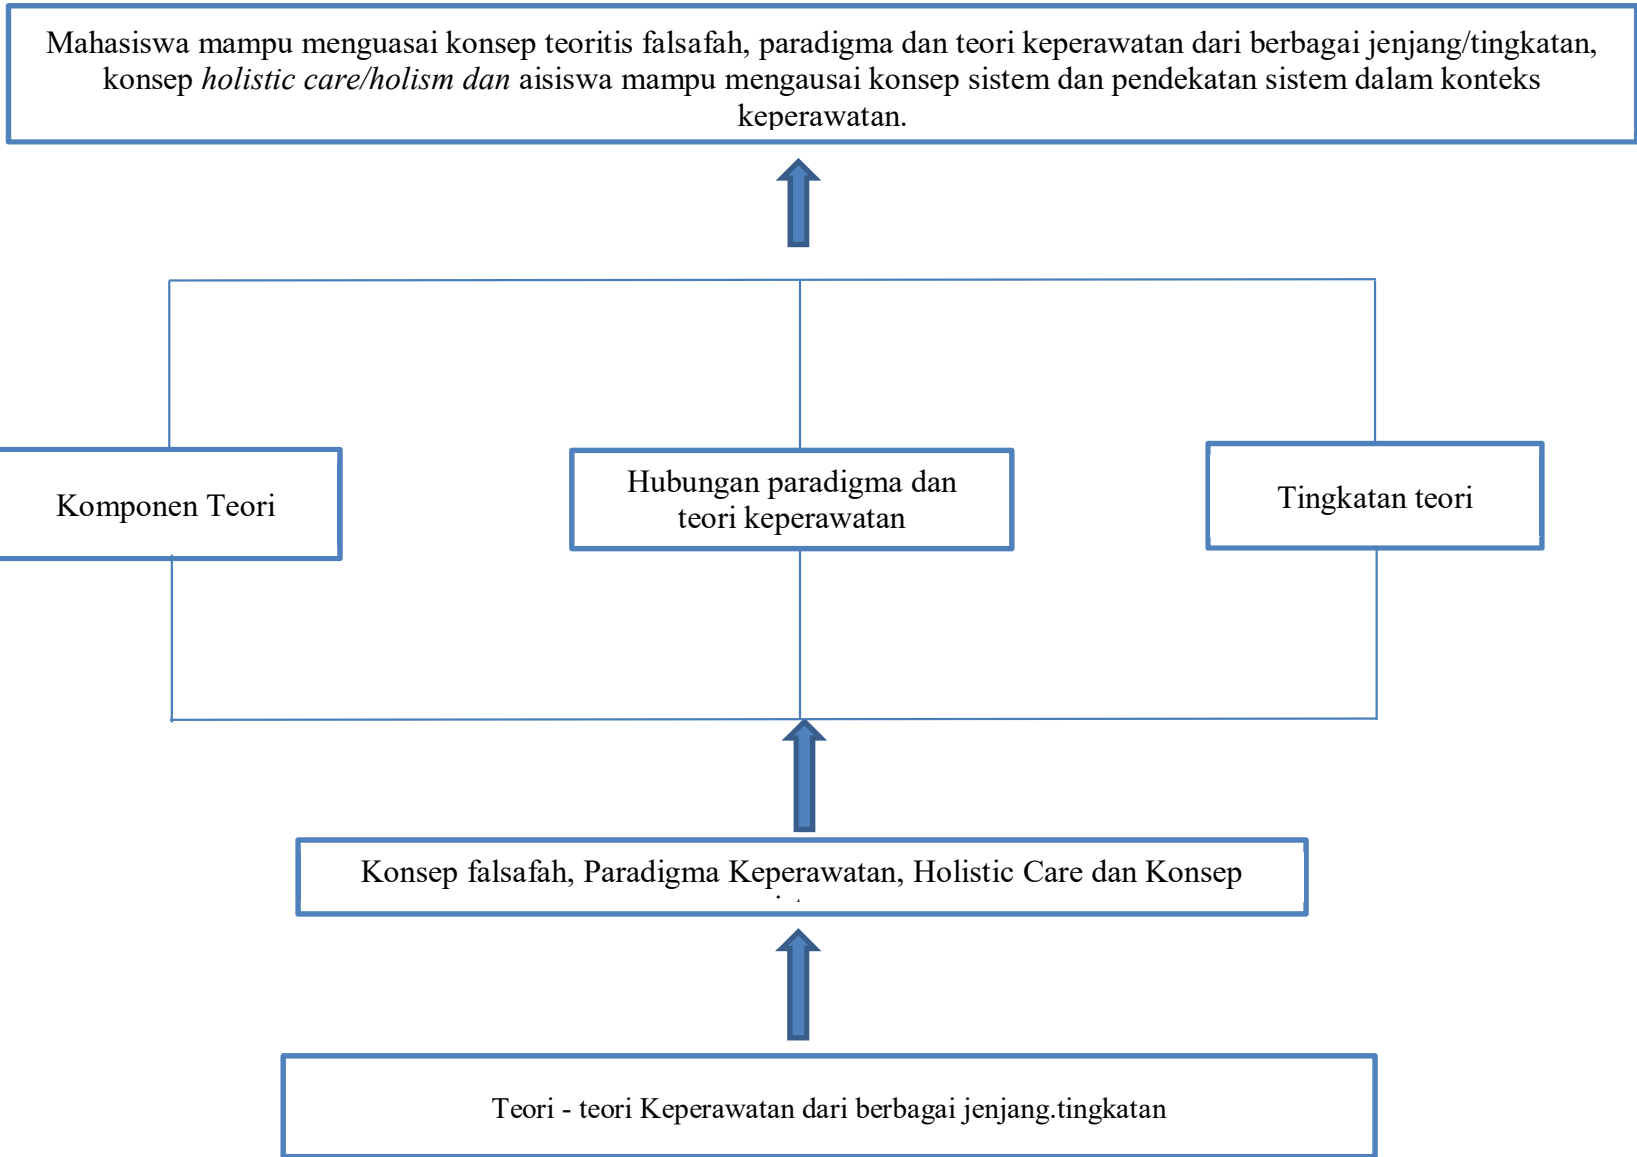 Mahasiswa mampu menguasai konsep teoritis falsafah, paradigma dan teori keperawatan dari berbagai jenjang/tingkatan,
konsep holistic care/holism dan aisiswa mampu mengausai konsep sistem dan pendekatan sistem dalam konteks
keperawatan.
Komponen Teori
Hubungan paradigma dan
teori keperawatan
Tingkatan teori
Konsep falsafah, Paradigma Keperawatan, Holistic Care dan Konsep
Teori - teori Keperawatan dari berbagai jenjang.tingkatan